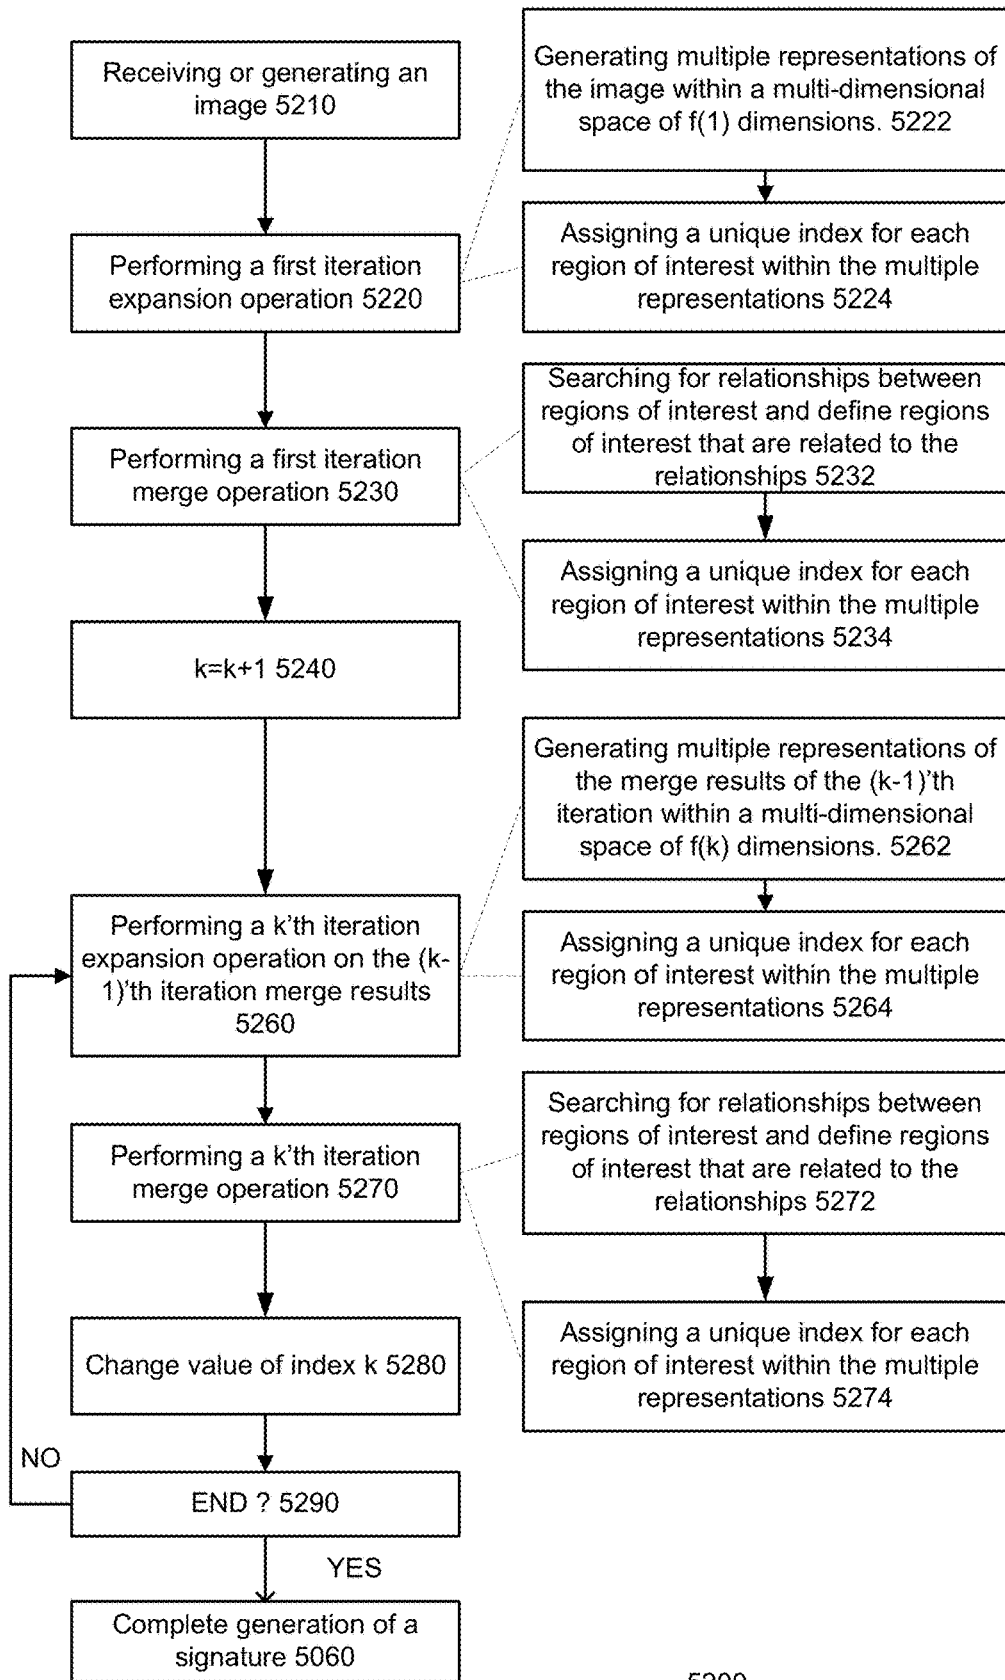 Receiving or generating an
image 5210
Generating multiple representations of
the image within a multi-dimensional
space of f(1) dimensions. 5222
Performing a first iteration
expansion operation 5220
Assigning a unique index for each
region of interest within the multiple
representations 5224
Performing a first iteration
merge operation 5230
Searching for relationships between
regions of interest and define regions
of interest that are related to the
relationships 5232
Assigning a unique index for each
region of interest within the multiple
representations 5234
k=k+1 5240
Generating multiple representations of
the merge results of the (k-1)'th
iteration within a multi-dimensional
space of f(k) dimensions. 5262
Performing a k'th iteration
expansion operation on the (k-
1)'th iteration merge results
5260
Assigning a unique index for each
region of interest within the multiple
representations 5264
Performing a k'th iteration
merge operation 5270
Searching for relationships between
regions of interest and define regions
of interest that are related to the
relationships 5272
Assigning a unique index for each
region of interest within the multiple
representations 5274
Change value of index k 5280
NO
END ? 5290
YES
Complete generation of a
signature 5060